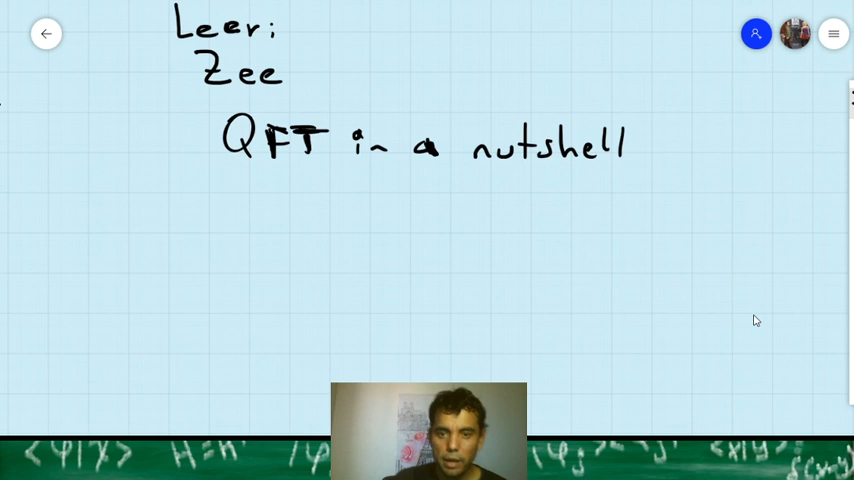 Leer:
Zee
QFT in a nutshell
<φ|χ> H=H